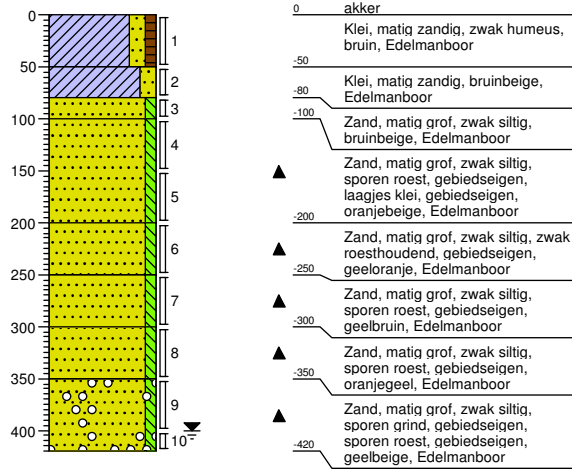 0
50
100
150
200
250
300
350
400
1
2
3
4
5
6
7
8
9
10
0 akker
Klei, matig zandig, zwak humeus,
bruin, Edelmanboor
-50
Klei, matig zandig, bruinbeige,
Edelmanboor
-80
Zand, matig grof, zwak siltig,
bruinbeige, Edelmanboor
-100
Zand, matig grof, zwak siltig,
sporen roest, gebiedseigen,
laagjes klei, gebiedseigen,
oranjebeige, Edelmanboor
-200
Zand, matig grof, zwak siltig, zwak
roesthoudend, gebiedseigen,
geeloranje, Edelmanboor
-250
Zand, matig grof, zwak siltig,
sporen roest, gebiedseigen,
geelbruin, Edelmanboor
-300
Zand, matig grof, zwak siltig,
sporen roest, gebiedseigen,
oranjegeel, Edelmanboor
-350
Zand, matig grof, zwak siltig,
sporen grind, gebiedseigen,
sporen roest, gebiedseigen,
geelbeige, Edelmanboor
-420